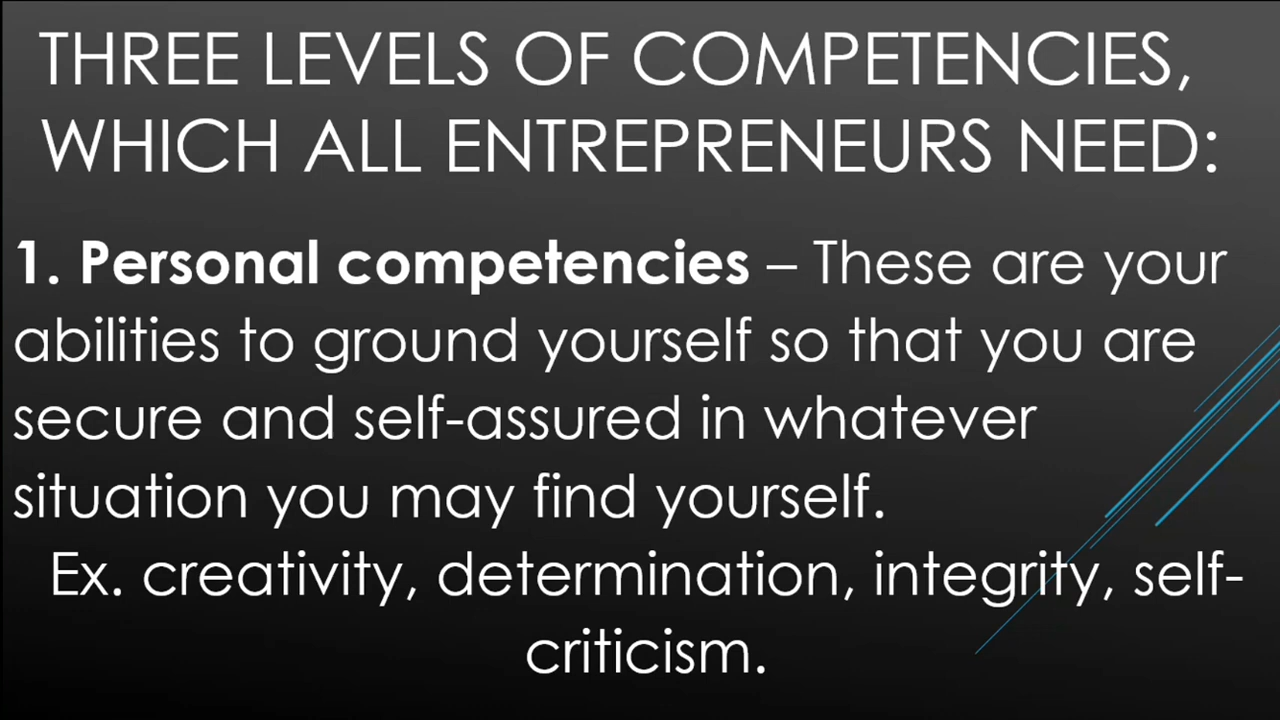 THREE LEVELS OF COMPETENCIES,
WHICH ALL ENTREPRENEURS NEED:
1. Personal competencies – These are your
abilities to ground yourself so that you are
secure and self-assured in whatever
situation you may find yourself.
Ex. creativity, determination, integrity, self-
criticism.